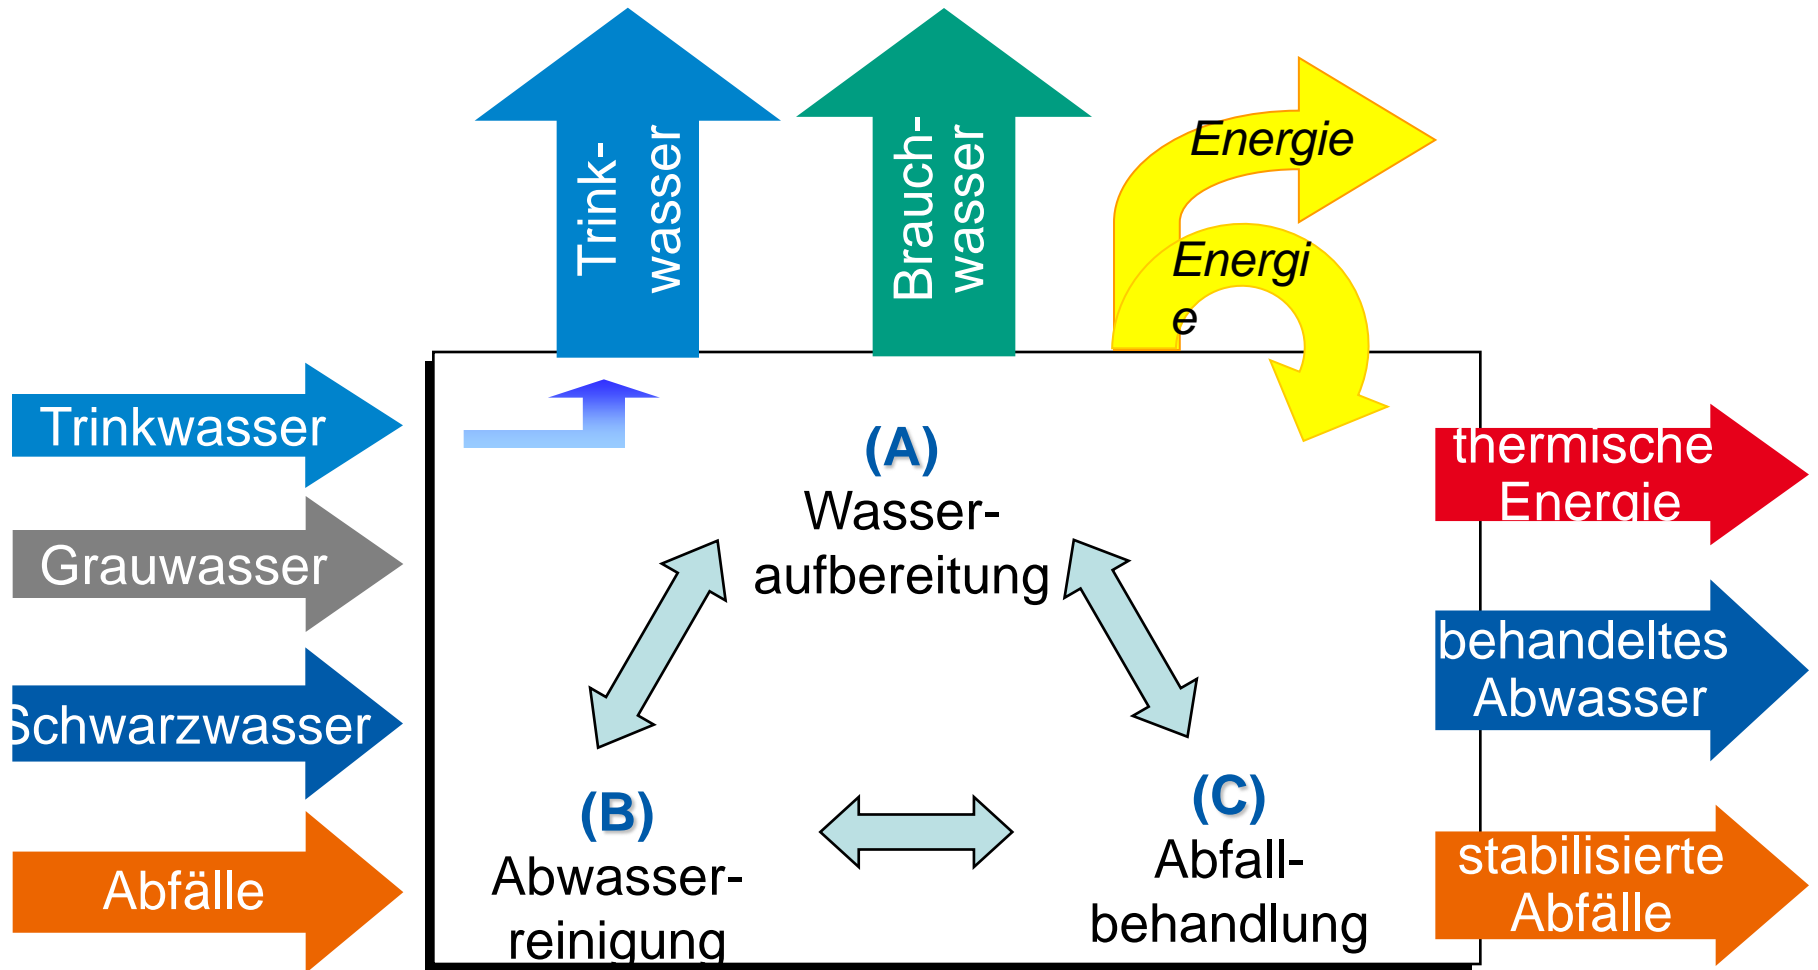 Trink-
wasser
Brauch-
wasser
Energie
Energi
e
Trinkwasser
Grauwasser
Schwarzwasser
Abfälle
(A)
Wasser-
aufbereitung
(B)
Abwasser-
reinigung
(C)
Abfall-
behandlung
thermische
Energie
behandeltes
Abwasser
stabilisierte
Abfälle